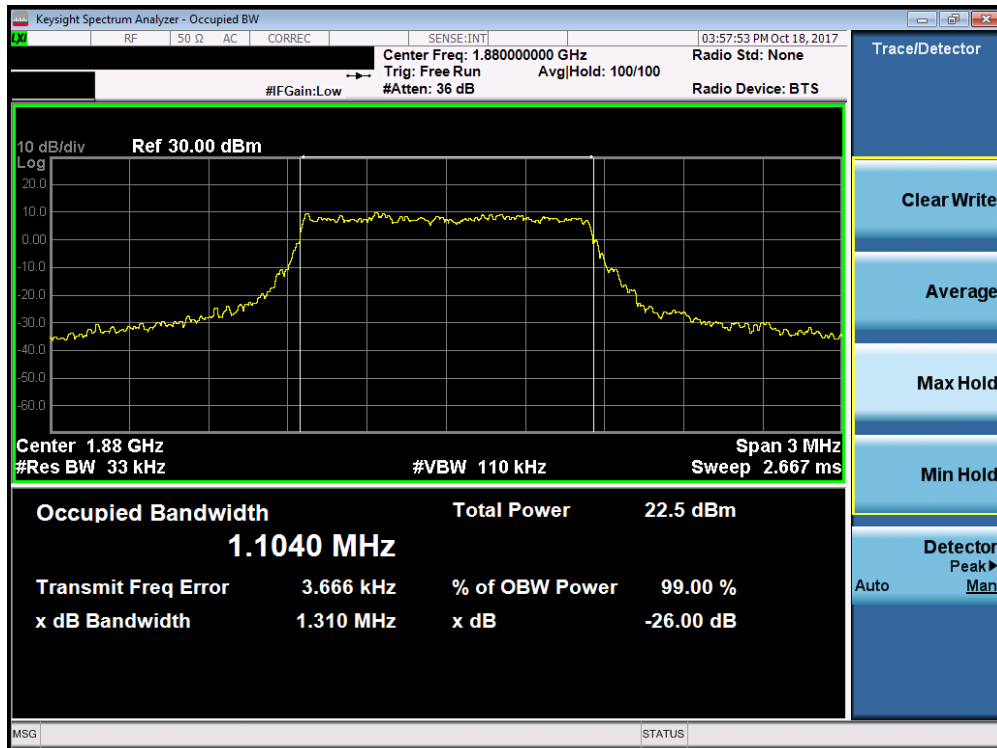 Keysight Spectrum Analyzer - Occupied BW
LXI RF 50 Ω AC CORREC SENSE:INT 03:57:53 PM Oct 18, 2017
Center Freq: 1.880000000 GHz Radio Std: None
Trig: Free Run Avg|Hold: 100/100
#IFGain:Low #Atten: 36 dB Radio Device: BTS
Trace/Detector
10 dB/div Ref 30.00 dBm
Log
20.0
10.0
0.00
-10.0
-20.0
-30.0
-40.0
-50.0
-60.0
Center 1.88 GHz Span 3 MHz
#Res BW 33 kHz #VBW 110 kHz Sweep 2.667 ms
Occupied Bandwidth Total Power 22.5 dBm
1.1040 MHz
Transmit Freq Error 3.666 kHz % of OBW Power 99.00 %
x dB Bandwidth 1.310 MHz x dB -26.00 dB
Clear Write
Average
Max Hold
Min Hold
Detector
Peak▶
Auto Man
MSG STATUS